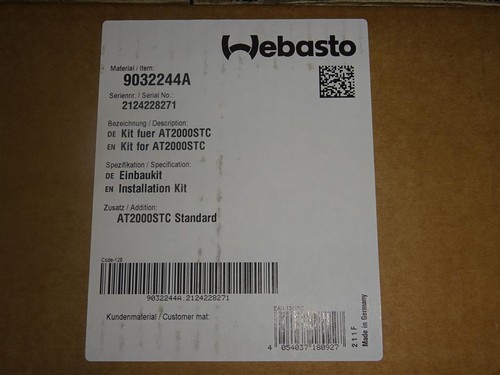 Webasto
Material / Item:
9032244A
Seriennr. / Serial No.:
2124228271
Bezeichnung / Description:
DE Kit fuer AT2000STC
EN Kit for AT2000STC
Spezifikation / Specification:
DE Einbaukit
EN Installation Kit
Zusatz / Addition:
AT2000STC Standard
Code-128
9032244A.2124228271
Kundenmaterial / Customer mat:
4 054037 180927
211F
Made in Germany